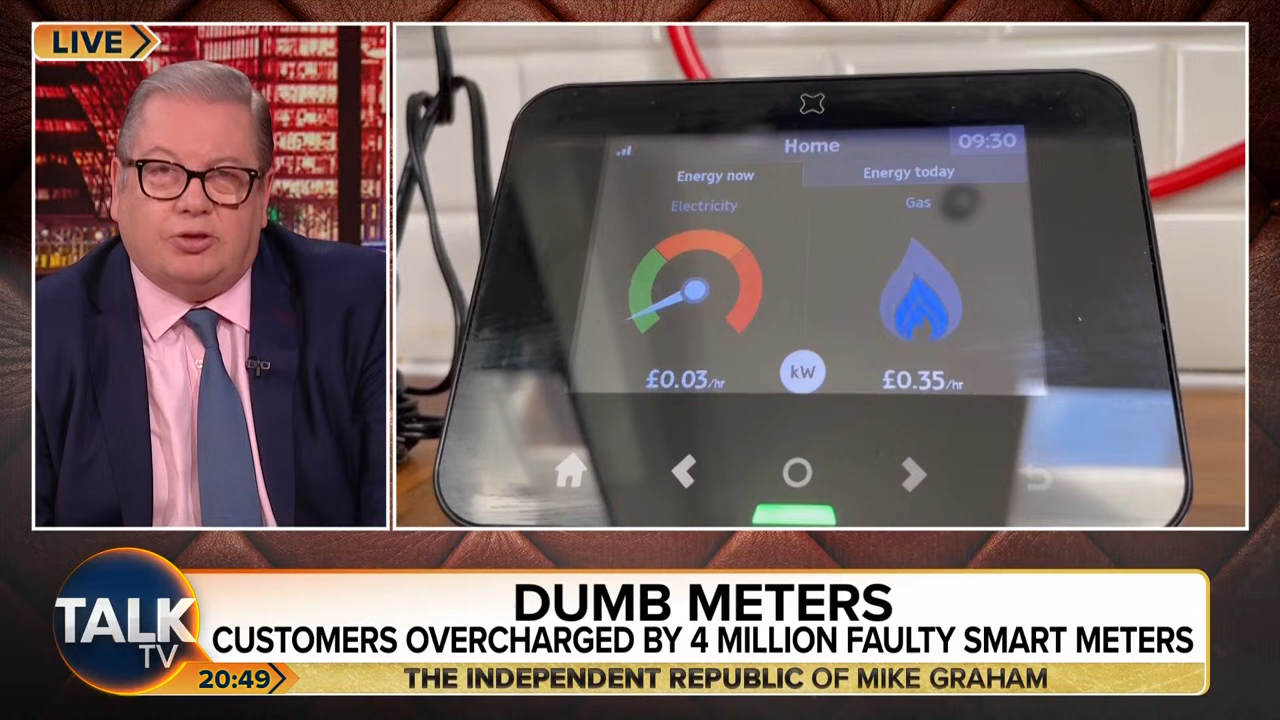 LIVE
Home
09:30
Energy now
Energy today
Electricity
Gas
£0.03/hr
kW
£0.35/hr
TALK
TV
DUMB METERS
CUSTOMERS OVERCHARGED BY 4 MILLION FAULTY SMART METERS
20:49
THE INDEPENDENT REPUBLIC OF MIKE GRAHAM